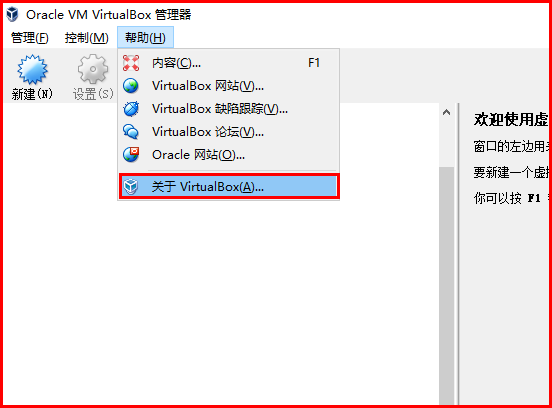 Oracle VM VirtualBox 管理器
管理(F) 控制(M) 帮助(H)
内容(C)... F1
VirtualBox 网站(V)...
VirtualBox 缺陷跟踪(V)...
VirtualBox 论坛(V)...
Oracle 网站(O)...
关于 VirtualBox(A)...
新建(N) 设置(S)
欢迎使用虚
窗口的左边用
要新建一个虚
你可以按 F1